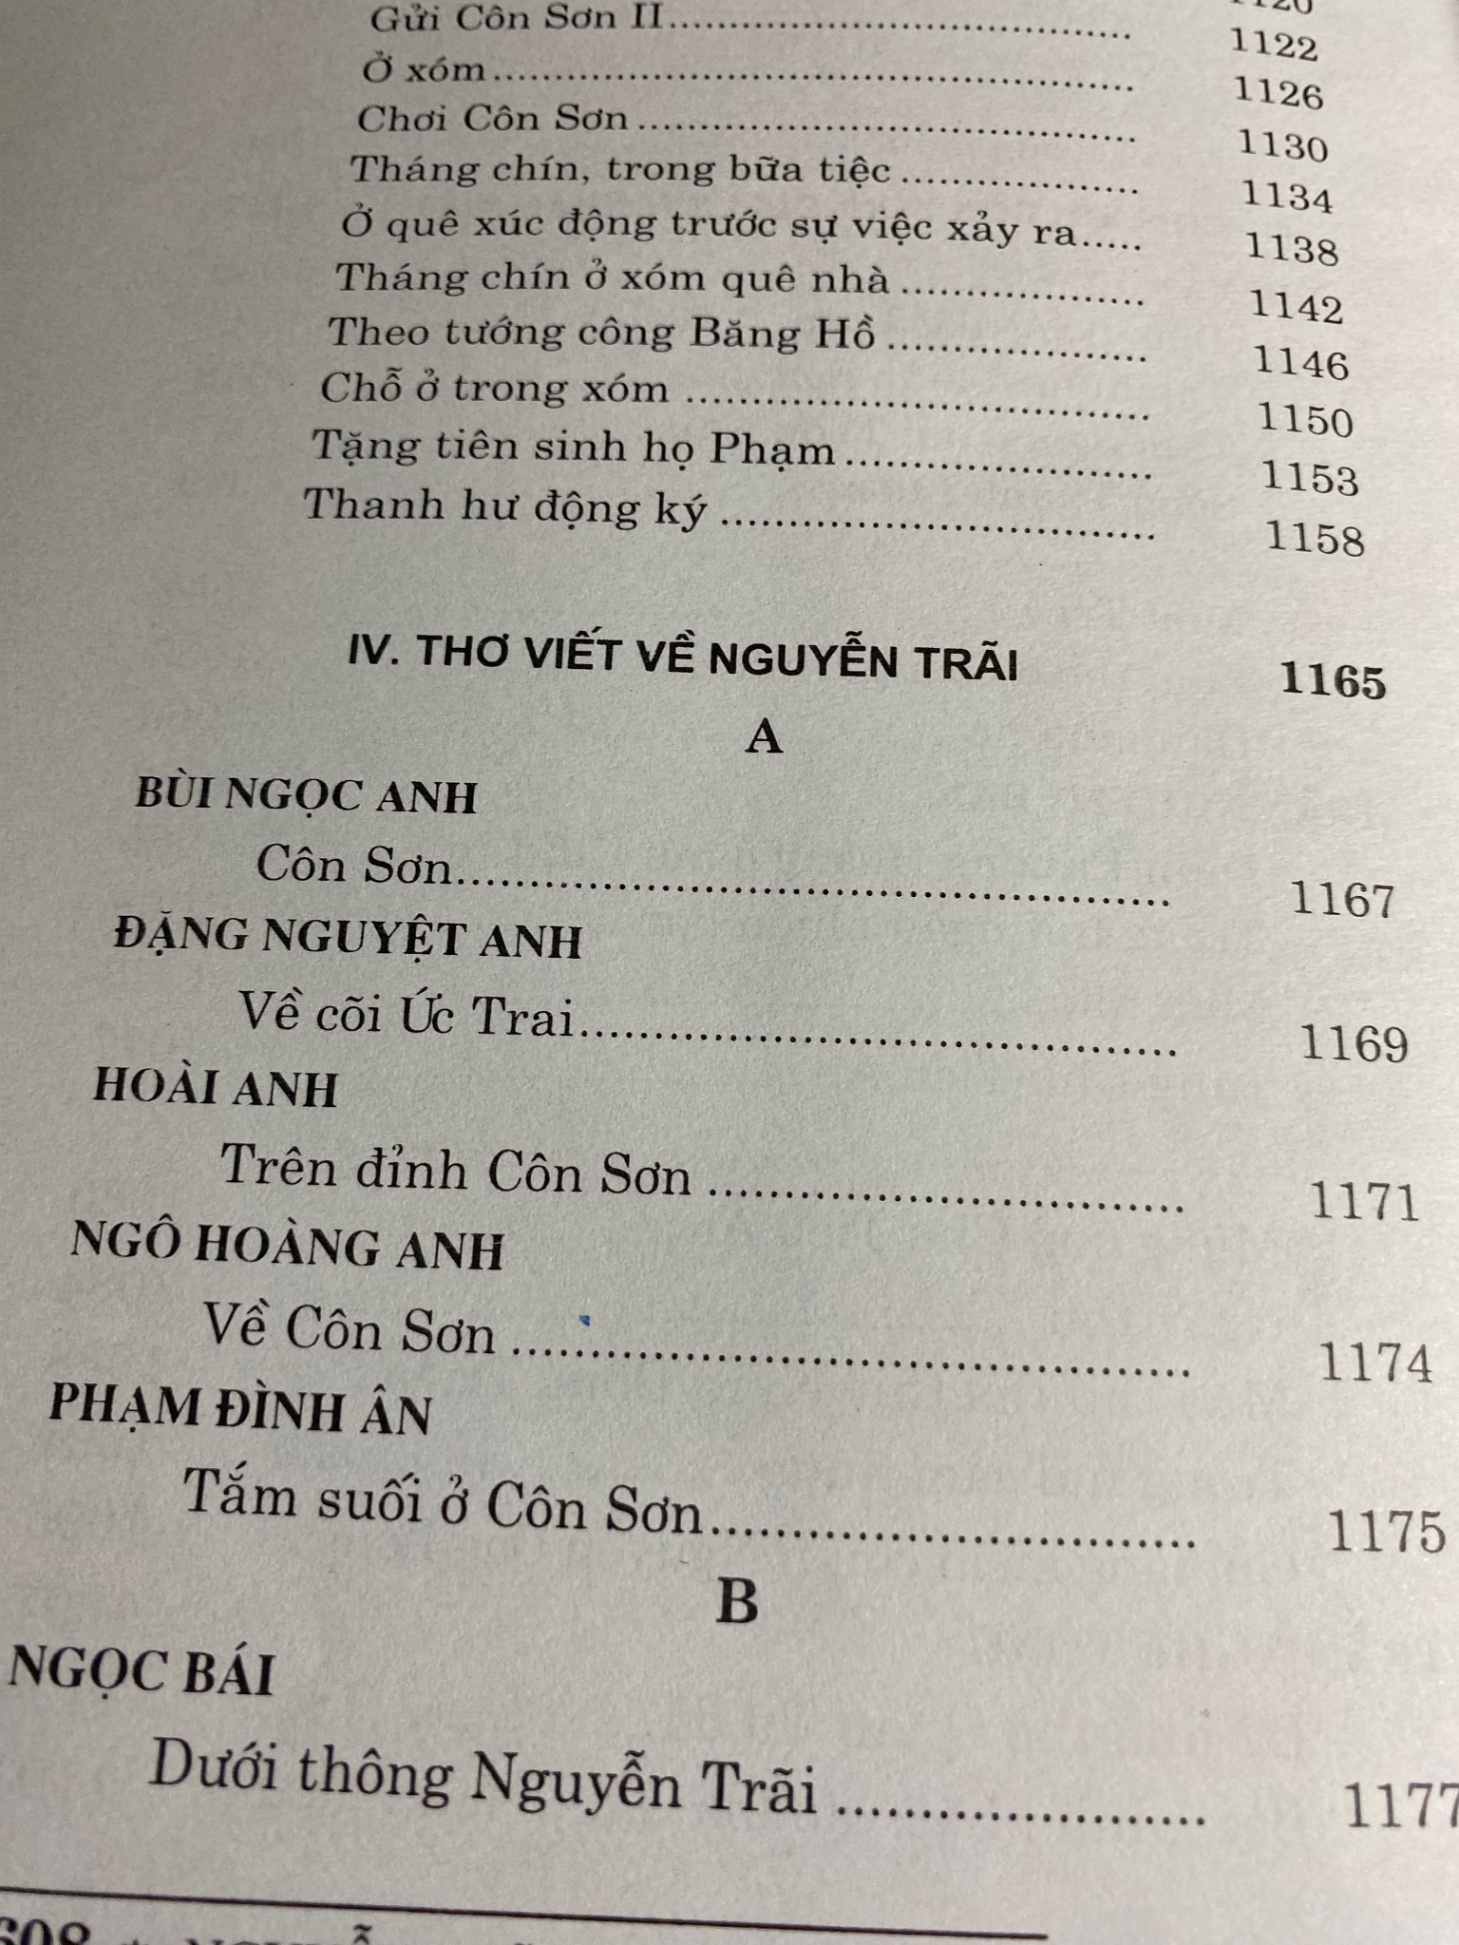 Gửi Côn Sơn II.................................... 1122
Ở xóm.................................................. 1126
Chơi Côn Sơn....................................... 1130
Tháng chín, trong bữa tiệc................... 1134
Ở quê xúc động trước sự việc xảy ra..... 1138
Tháng chín ở xóm quê nhà................... 1142
Theo tướng công Băng Hồ.................... 1146
Chỗ ở trong xóm .................................. 1150
Tặng tiên sinh họ Phạm....................... 1153
Thanh hư động ký ................................ 1158
IV. THƠ VIẾT VỀ NGUYỄN TRÃI 1165
A
BÙI NGỌC ANH
Côn Sơn................................................ 1167
ĐẶNG NGUYỆT ANH
Về cõi Ức Trai........................................ 1169
HOÀI ANH
Trên đỉnh Côn Sơn ............................... 1171
NGÔ HOÀNG ANH
Về Côn Sơn ............................................ 1174
PHẠM ĐÌNH ÂN
Tắm suối ở Côn Sơn............................... 1175
B
NGỌC BÁI
Dưới thông Nguyễn Trãi ...................... 1177